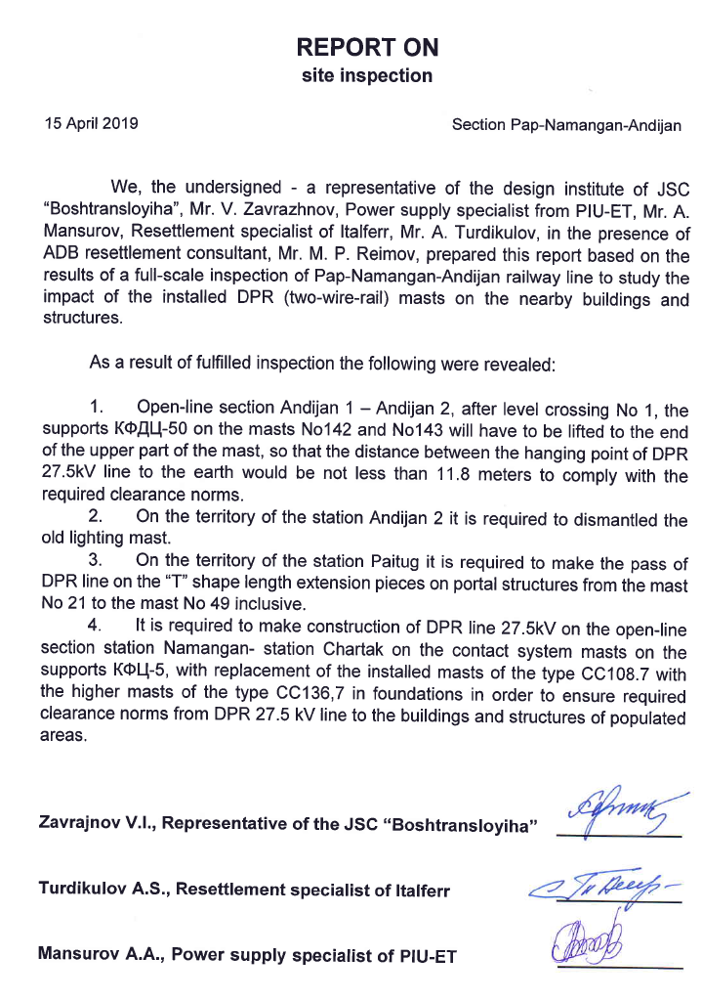 REPORT ON
site inspection
15 April 2019 Section Pap-Namangan-Andijan
We, the undersigned - a representative of the design institute of JSC
“Boshtransloyiha”, Mr. V. Zavrazhnov, Power supply specialist from PIU-ET, Mr. A.
Mansurov, Resettlement specialist of Italferr, Mr. A. Turdikulov, in the presence of
ADB resettlement consultant, Mr. M. P. Reimov, prepared this report based on the
results of a full-scale inspection of Pap-Namangan-Andijan railway line to study the
impact of the installed DPR (two-wire-rail) masts on the nearby buildings and
structures.
As a result of fulfilled inspection the following were revealed:
1. Open-line section Andijan 1 – Andijan 2, after level crossing No 1, the
supports КФДЦ-50 on the masts No142 and No143 will have to be lifted to the end
of the upper part of the mast, so that the distance between the hanging point of DPR
27.5kV line to the earth would be not less than 11.8 meters to comply with the
required clearance norms.
2. On the territory of the station Andijan 2 it is required to dismantled the
old lighting mast.
3. On the territory of the station Paitug it is required to make the pass of
DPR line on the “T” shape length extension pieces on portal structures from the mast
No 21 to the mast No 49 inclusive.
4. It is required to make construction of DPR line 27.5kV on the open-line
section station Namangan- station Chartak on the contact system masts on the
supports КФЦ-5, with replacement of the installed masts of the type CC108.7 with
the higher masts of the type CC136,7 in foundations in order to ensure required
clearance norms from DPR 27.5 kV line to the buildings and structures of populated
areas.
Zavrajnov V.I., Representative of the JSC “Boshtransloyiha”
Turdikulov A.S., Resettlement specialist of Italferr
Mansurov A.A., Power supply specialist of PIU-ET